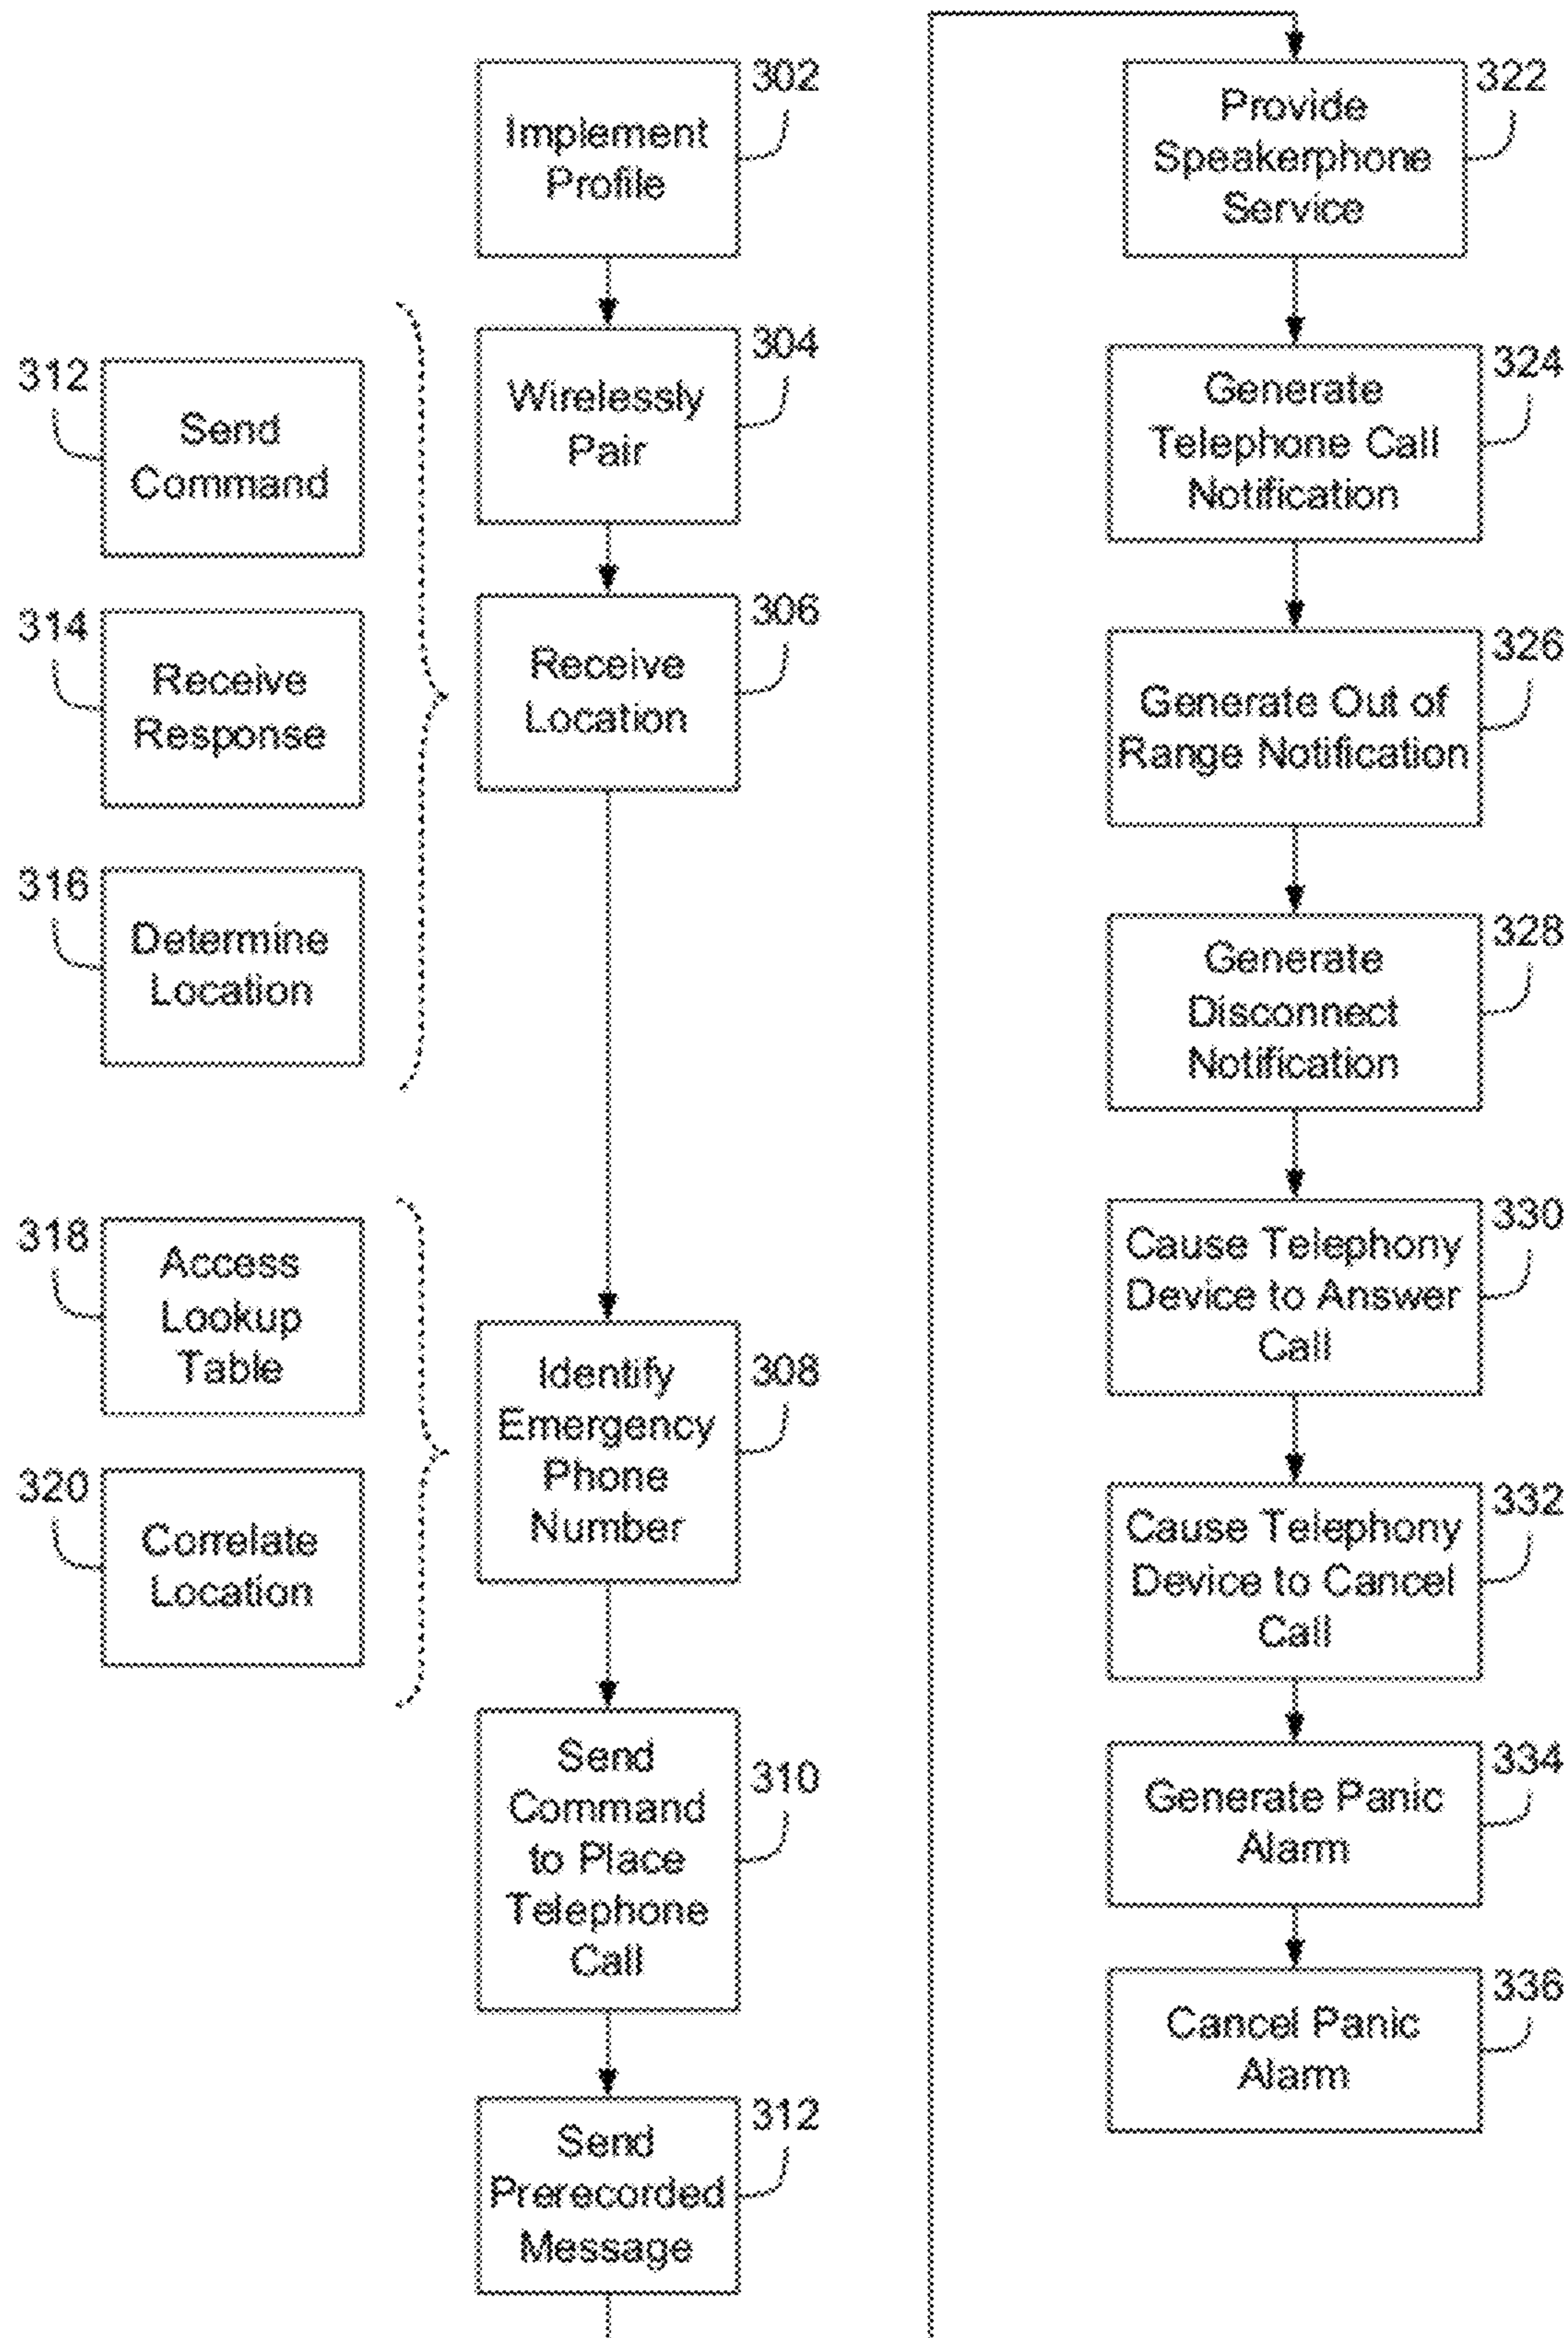 302
Implement
Profile
304
Wirelessly
Pair
306
Receive
Location
312
Send
Command
314
Receive
Response
316
Determine
Location
318
Access
Lookup
Table
320
Correlate
Location
308
Identify
Emergency
Phone
Number
310
Send
Command
to Place
Telephone
Call
312
Send
Prerecorded
Message
322
Provide
Speakerphone
Service
324
Generate
Telephone Call
Notification
326
Generate Out of
Range Notification
328
Generate
Disconnect
Notification
330
Cause Telephony
Device to Answer
Call
332
Cause Telephony
Device to Cancel
Call
334
Generate Panic
Alarm
336
Cancel Panic
Alarm